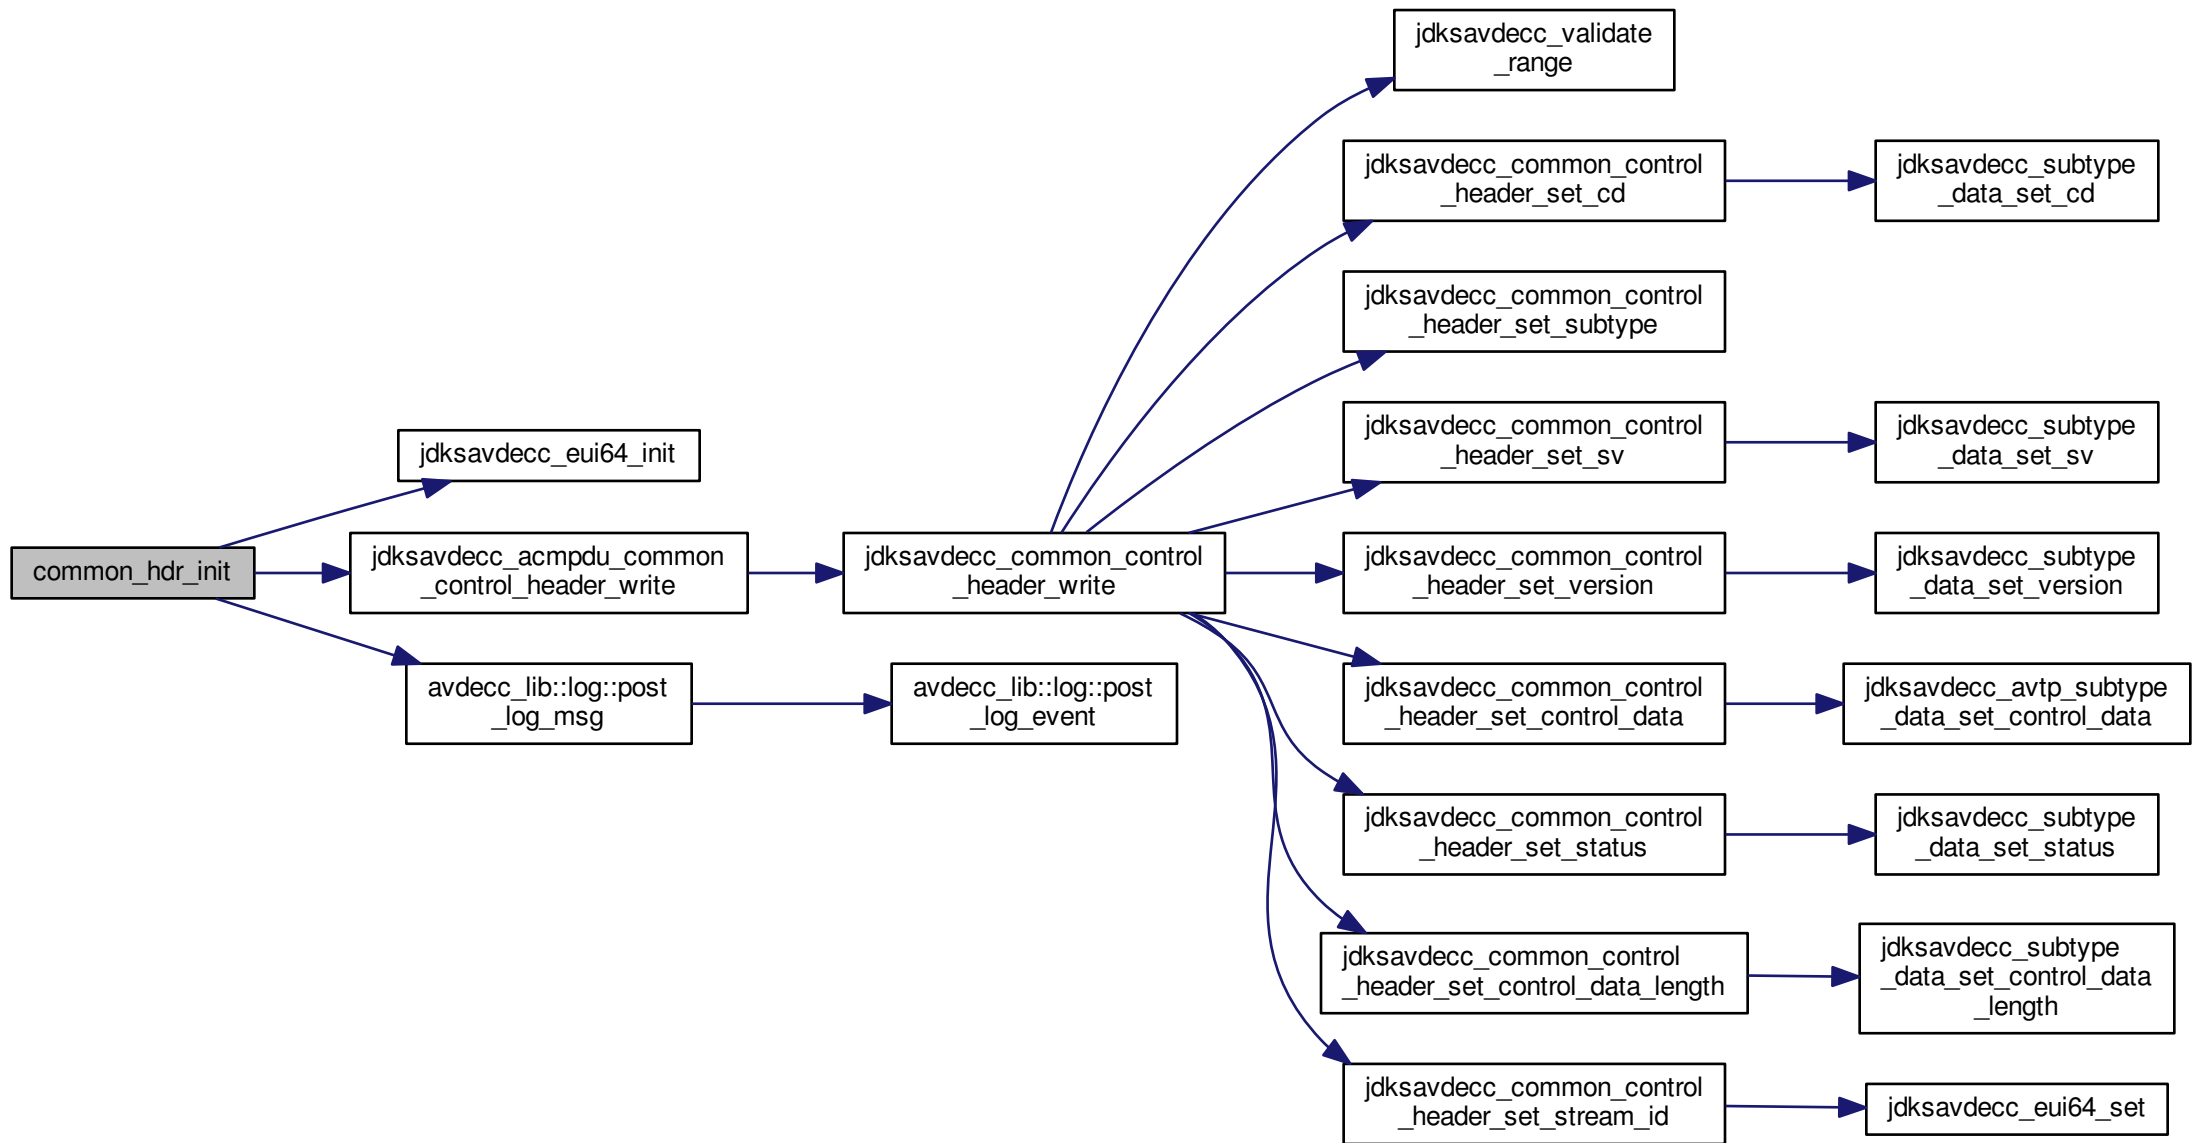 common_hdr_init
jdksavdecc_eui64_init
jdksavdecc_acmpdu_common
_control_header_write
avdecc_lib::log::post
_log_msg
jdksavdecc_common_control
_header_write
avdecc_lib::log::post
_log_event
jdksavdecc_validate
_range
jdksavdecc_common_control
_header_set_cd
jdksavdecc_common_control
_header_set_subtype
jdksavdecc_common_control
_header_set_sv
jdksavdecc_common_control
_header_set_version
jdksavdecc_common_control
_header_set_control_data
jdksavdecc_common_control
_header_set_status
jdksavdecc_common_control
_header_set_control_data_length
jdksavdecc_common_control
_header_set_stream_id
jdksavdecc_subtype
_data_set_cd
jdksavdecc_subtype
_data_set_sv
jdksavdecc_subtype
_data_set_version
jdksavdecc_avtp_subtype
_data_set_control_data
jdksavdecc_subtype
_data_set_status
jdksavdecc_subtype
_data_set_control_data
_length
jdksavdecc_eui64_set